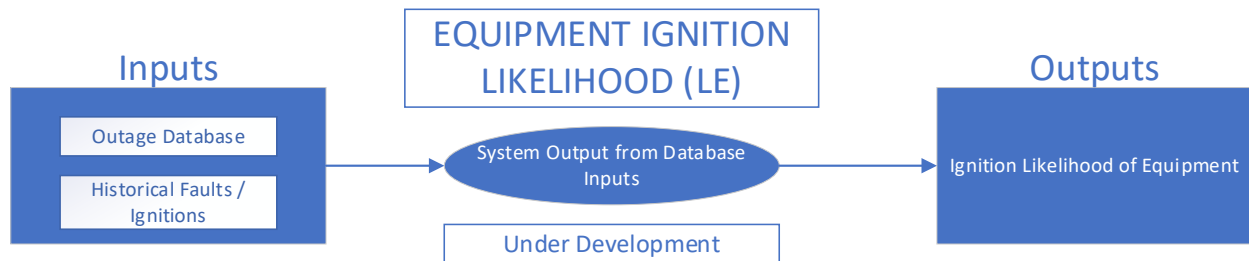 EQUIPMENT IGNITION
LIKELIHOOD (LE)
Inputs
Outputs
Outage Database
Historical Faults /
Ignitions
System Output from Database
Inputs
Ignition Likelihood of Equipment
Under Development